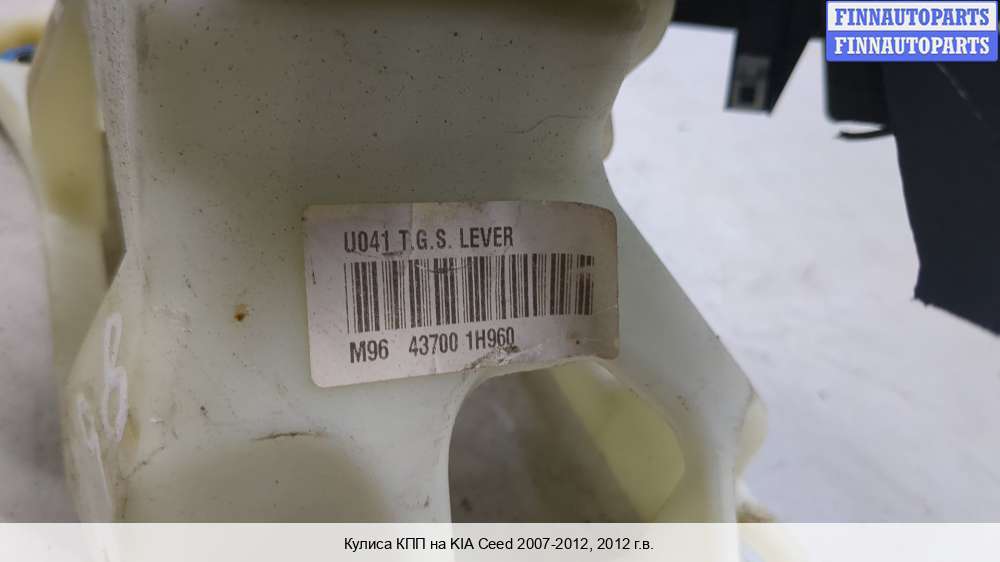 FINNAUTOPARTS
FINNAUTOPARTS
U041 T.G.S. LEVER
M96 43700 1H960
Кулиса КПП на KIA Ceed 2007-2012, 2012 г.в.